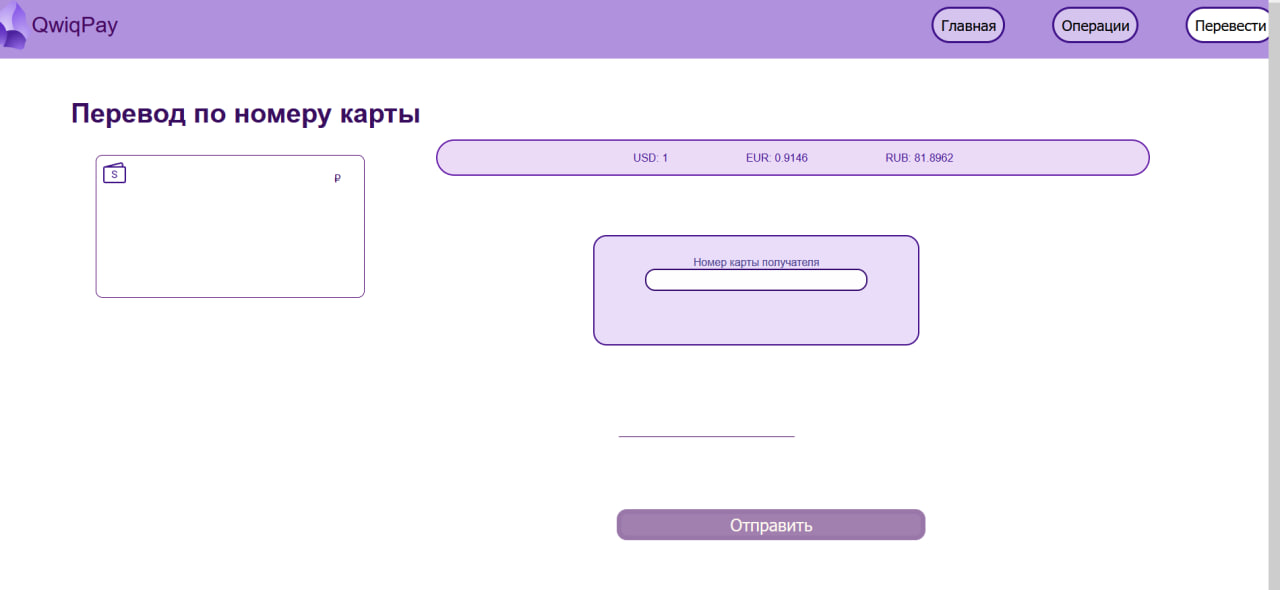 QwiqPay
Главная
Операции
Перевести
Перевод по номеру карты
USD: 1
EUR: 0.9146
RUB: 81.8962
S
₽
Номер карты получателя
Отправить